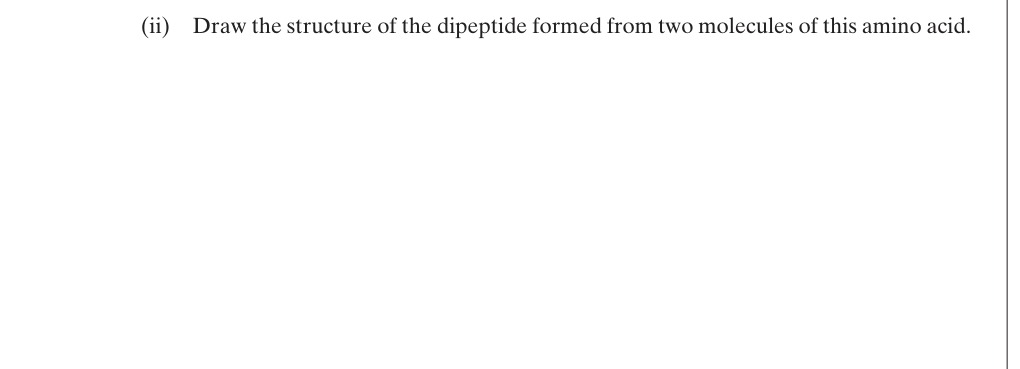 (ii) Draw the structure of the dipeptide formed from two molecules of this amino acid.